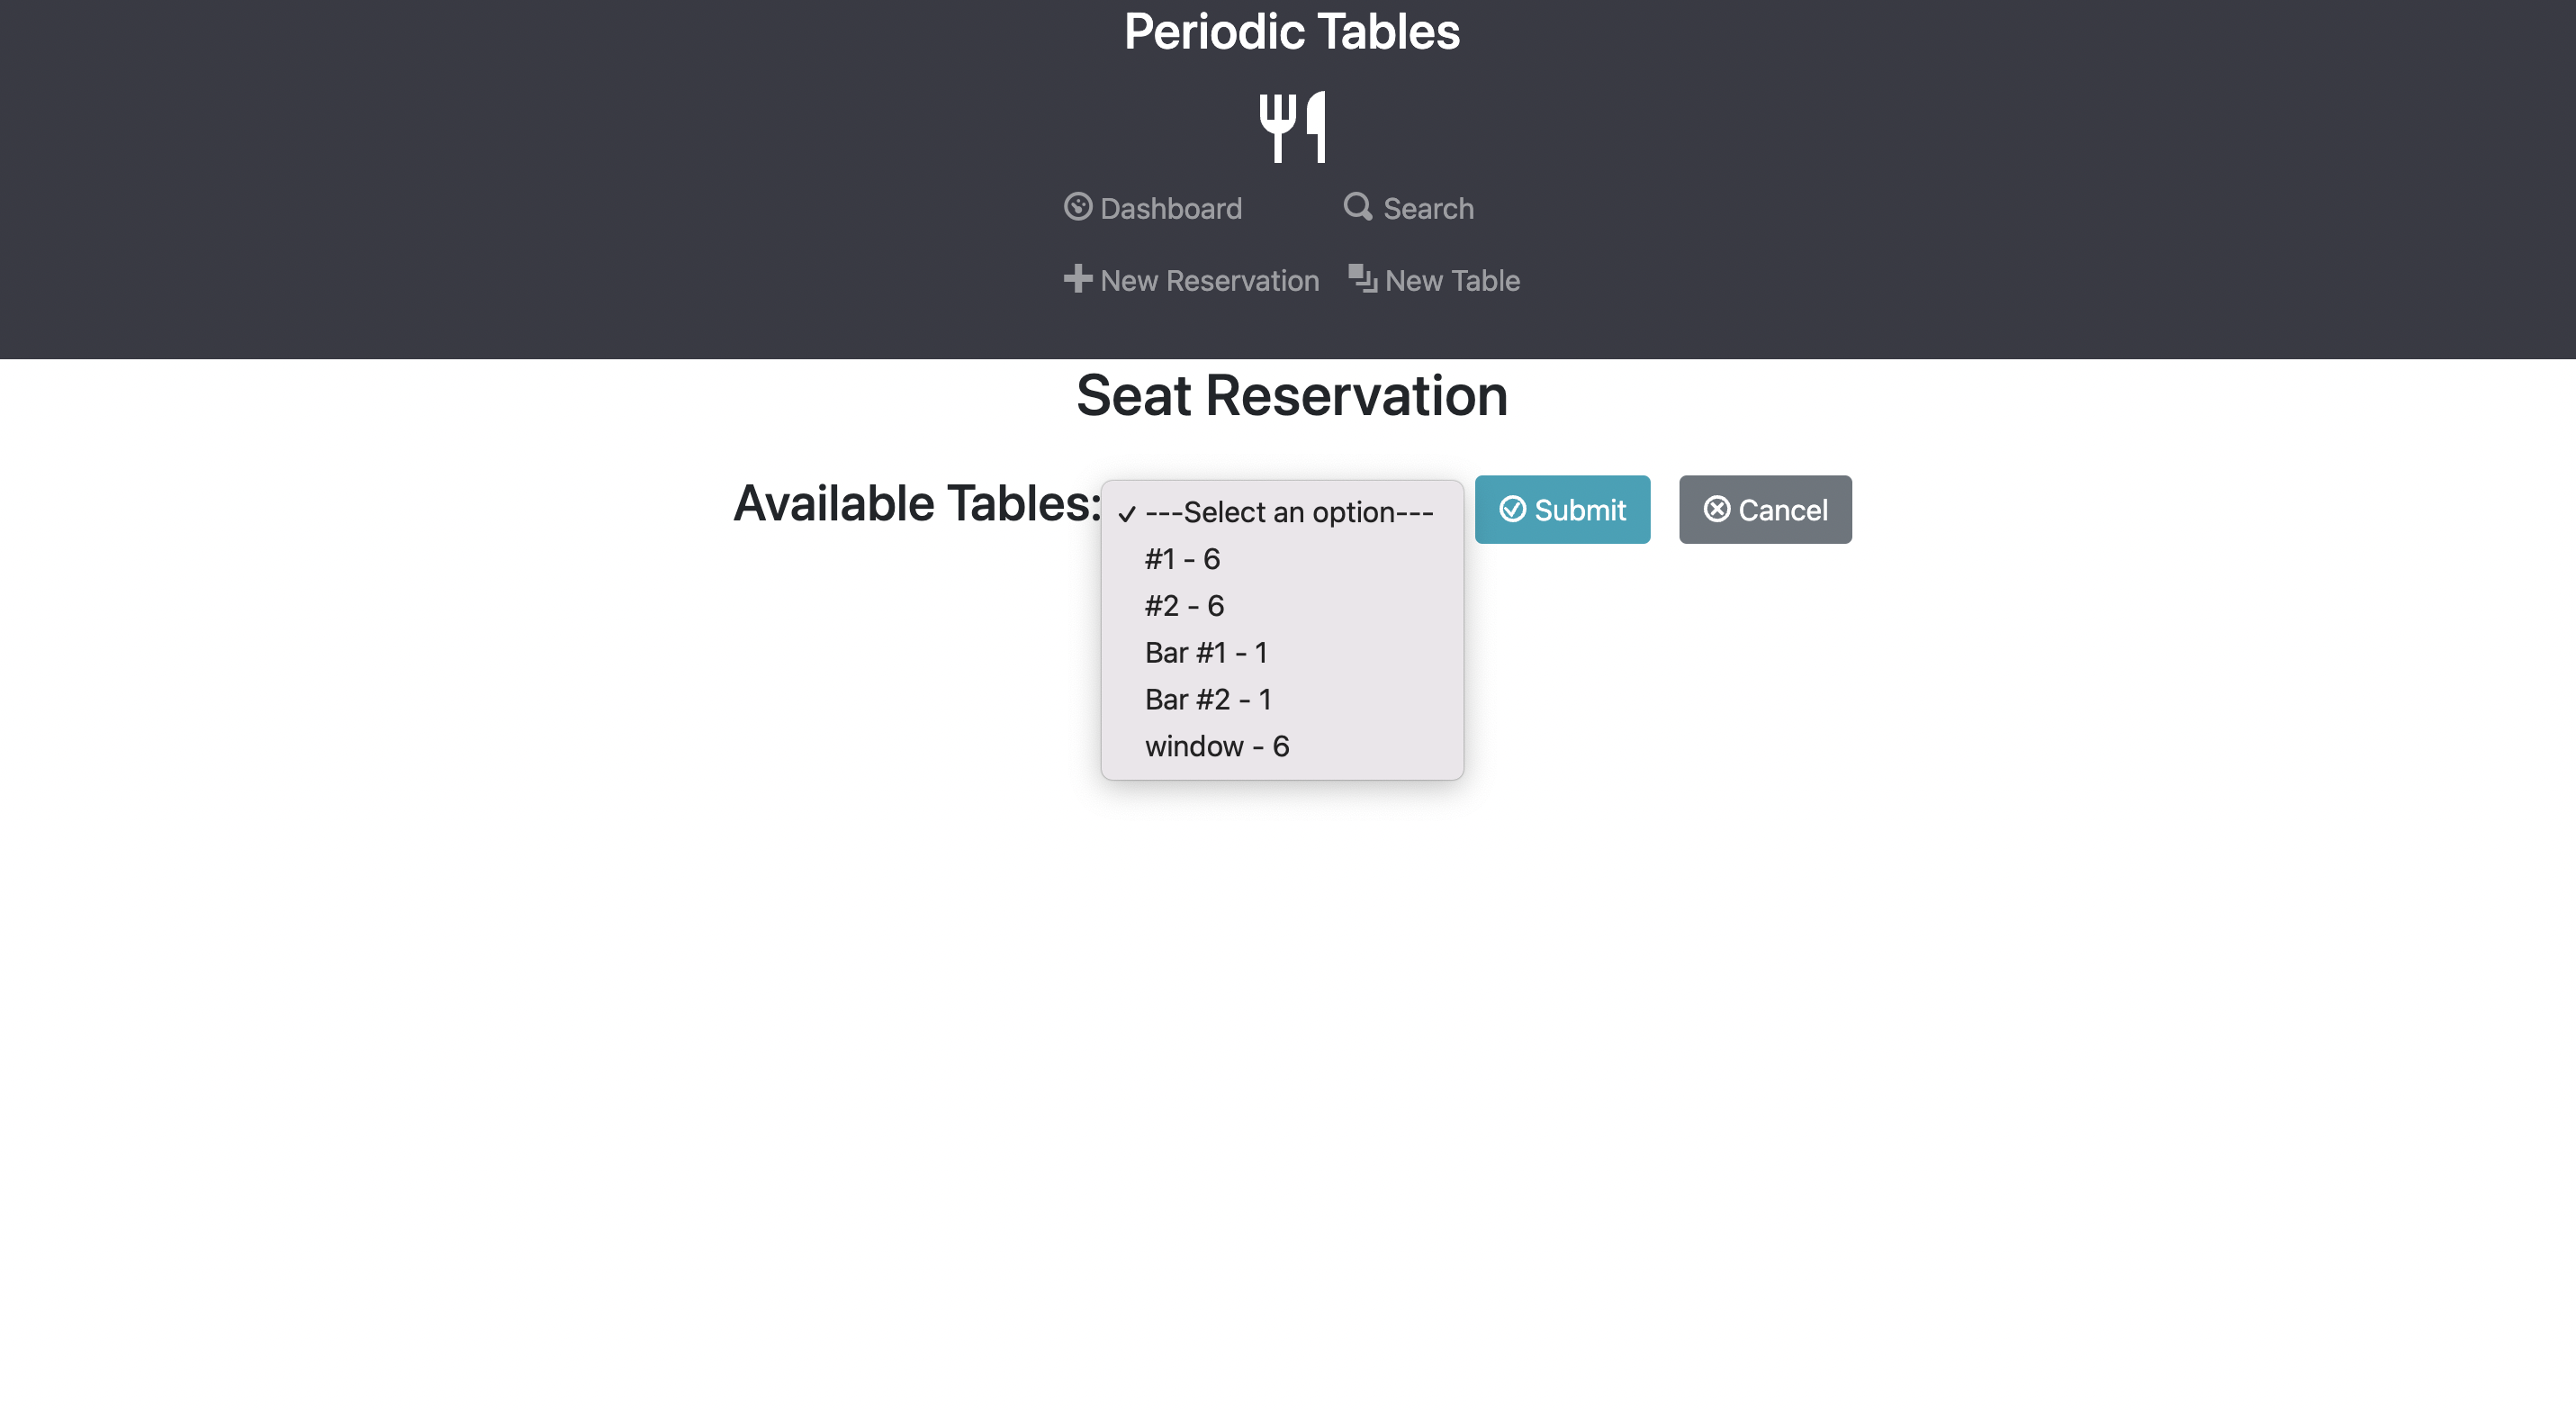 Periodic Tables
Dashboard Search
New Reservation New Table
Seat Reservation
Available Tables: ---Select an option--- Submit Cancel
#1 - 6
#2 - 6
Bar #1 - 1
Bar #2 - 1
window - 6